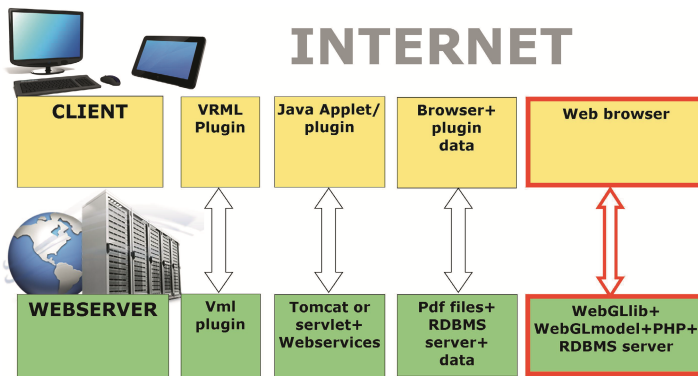 INTERNET
CLIENT
VRML
Plugin
Java Applet/
plugin
Browser+
plugin
data
Web browser
WEBSERVER
Vml
plugin
Tomcat or
servlet+
Webservices
Pdf files+
RDBMS
server+
data
WebGLlib+
WebGLmodel+PHP+
RDBMS server